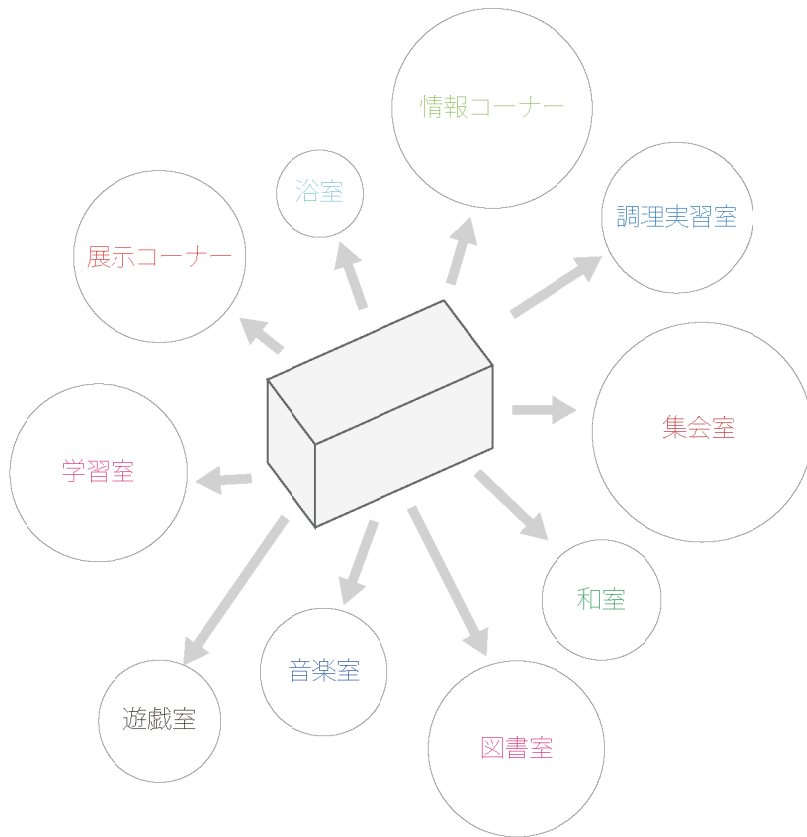 情報コーナー
浴室
調理実習室
展示コーナー
集会室
学習室
和室
音楽室
遊戯室
図書室